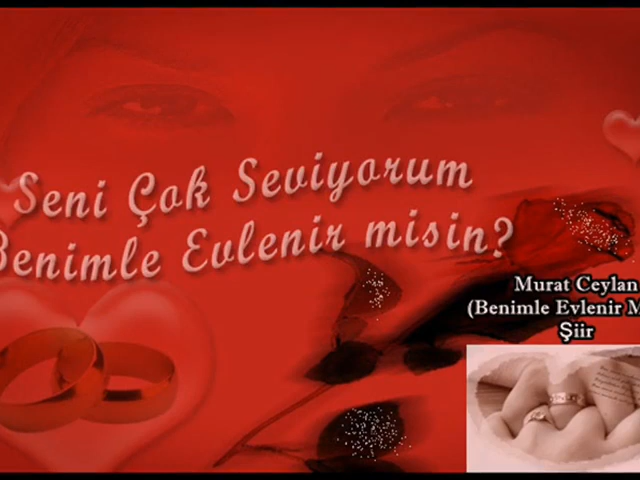 Seni Çok Seviyorum
Benimle Evlenir misin?
Murat Ceylan
(Benimle Evlenir M
Şiir